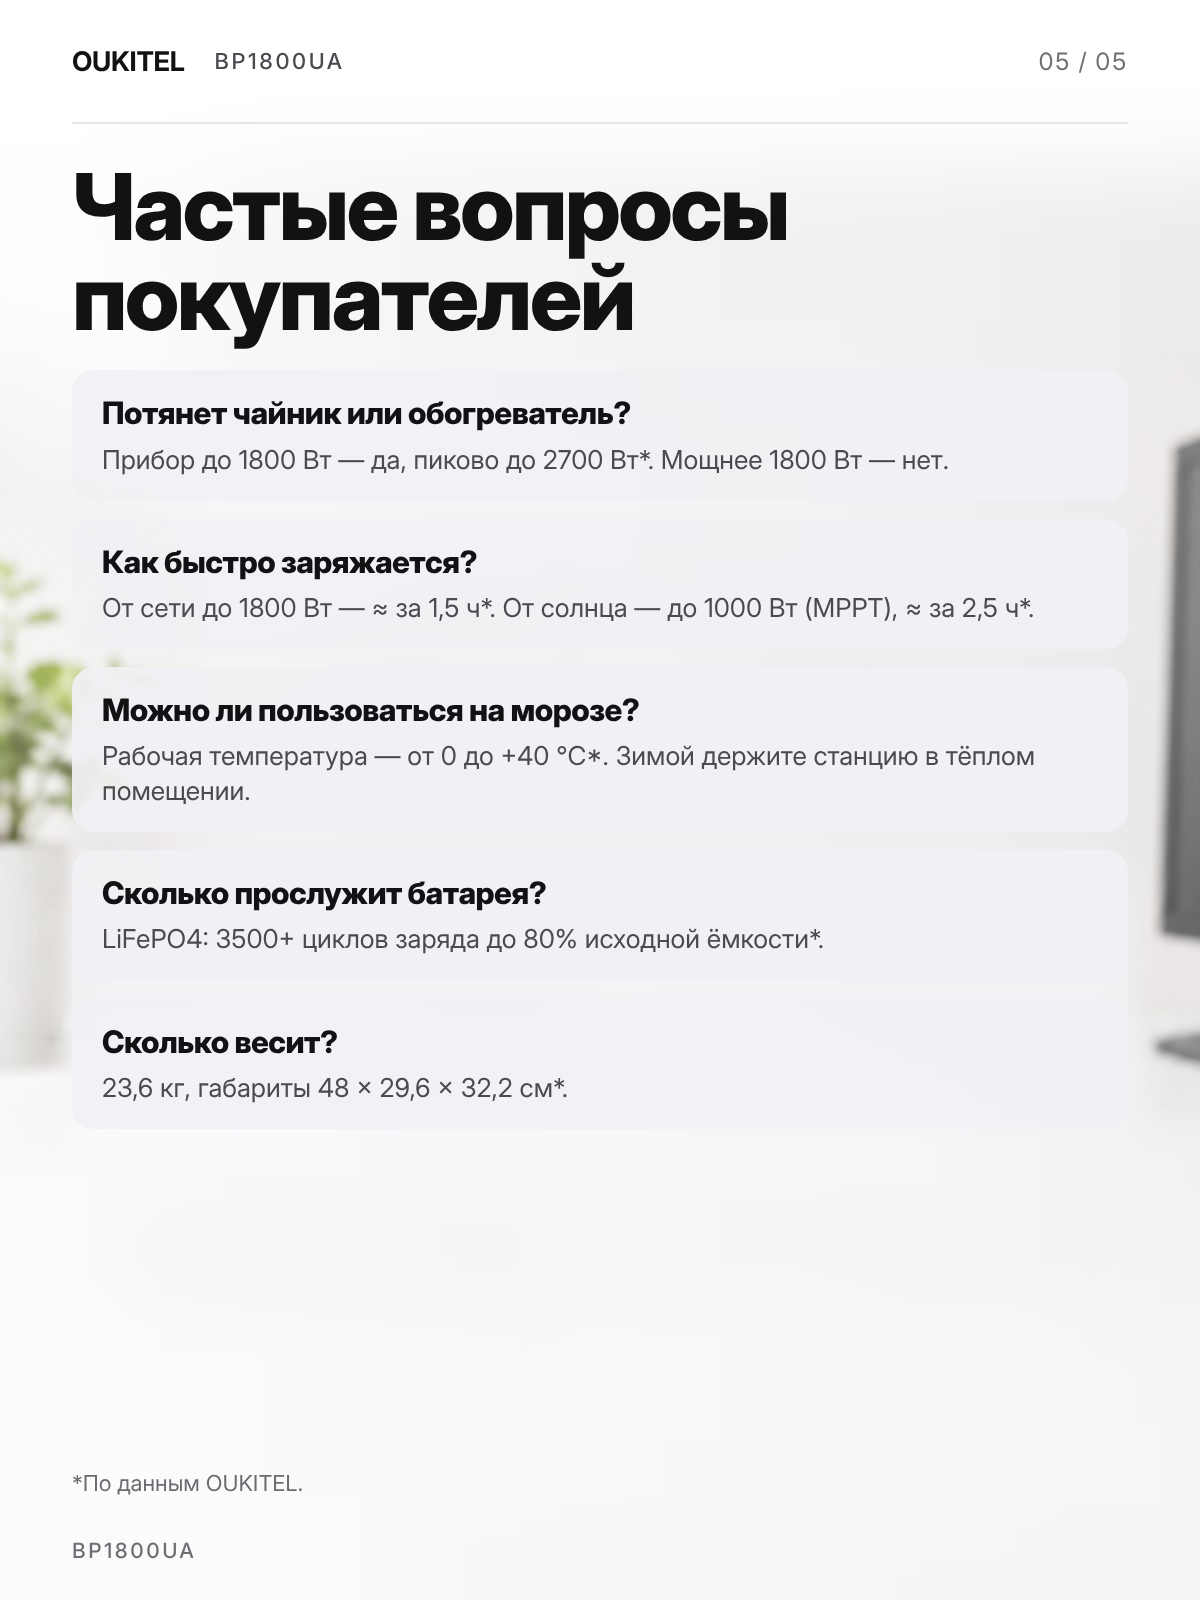 OUKITEL BP1800UA 05 / 05
Частые вопросы
покупателей
Потянет чайник или обогреватель?
Прибор до 1800 Вт — да, пиково до 2700 Вт*. Мощнее 1800 Вт — нет.
Как быстро заряжается?
От сети до 1800 Вт — ≈ за 1,5 ч*. От солнца — до 1000 Вт (MPPT), ≈ за 2,5 ч*.
Можно ли пользоваться на морозе?
Рабочая температура — от 0 до +40 °C*. Зимой держите станцию в тёплом
помещении.
Сколько прослужит батарея?
LiFePO4: 3500+ циклов заряда до 80% исходной ёмкости*.
Сколько весит?
23,6 кг, габариты 48 × 29,6 × 32,2 см*.
*По данным OUKITEL.
BP1800UA